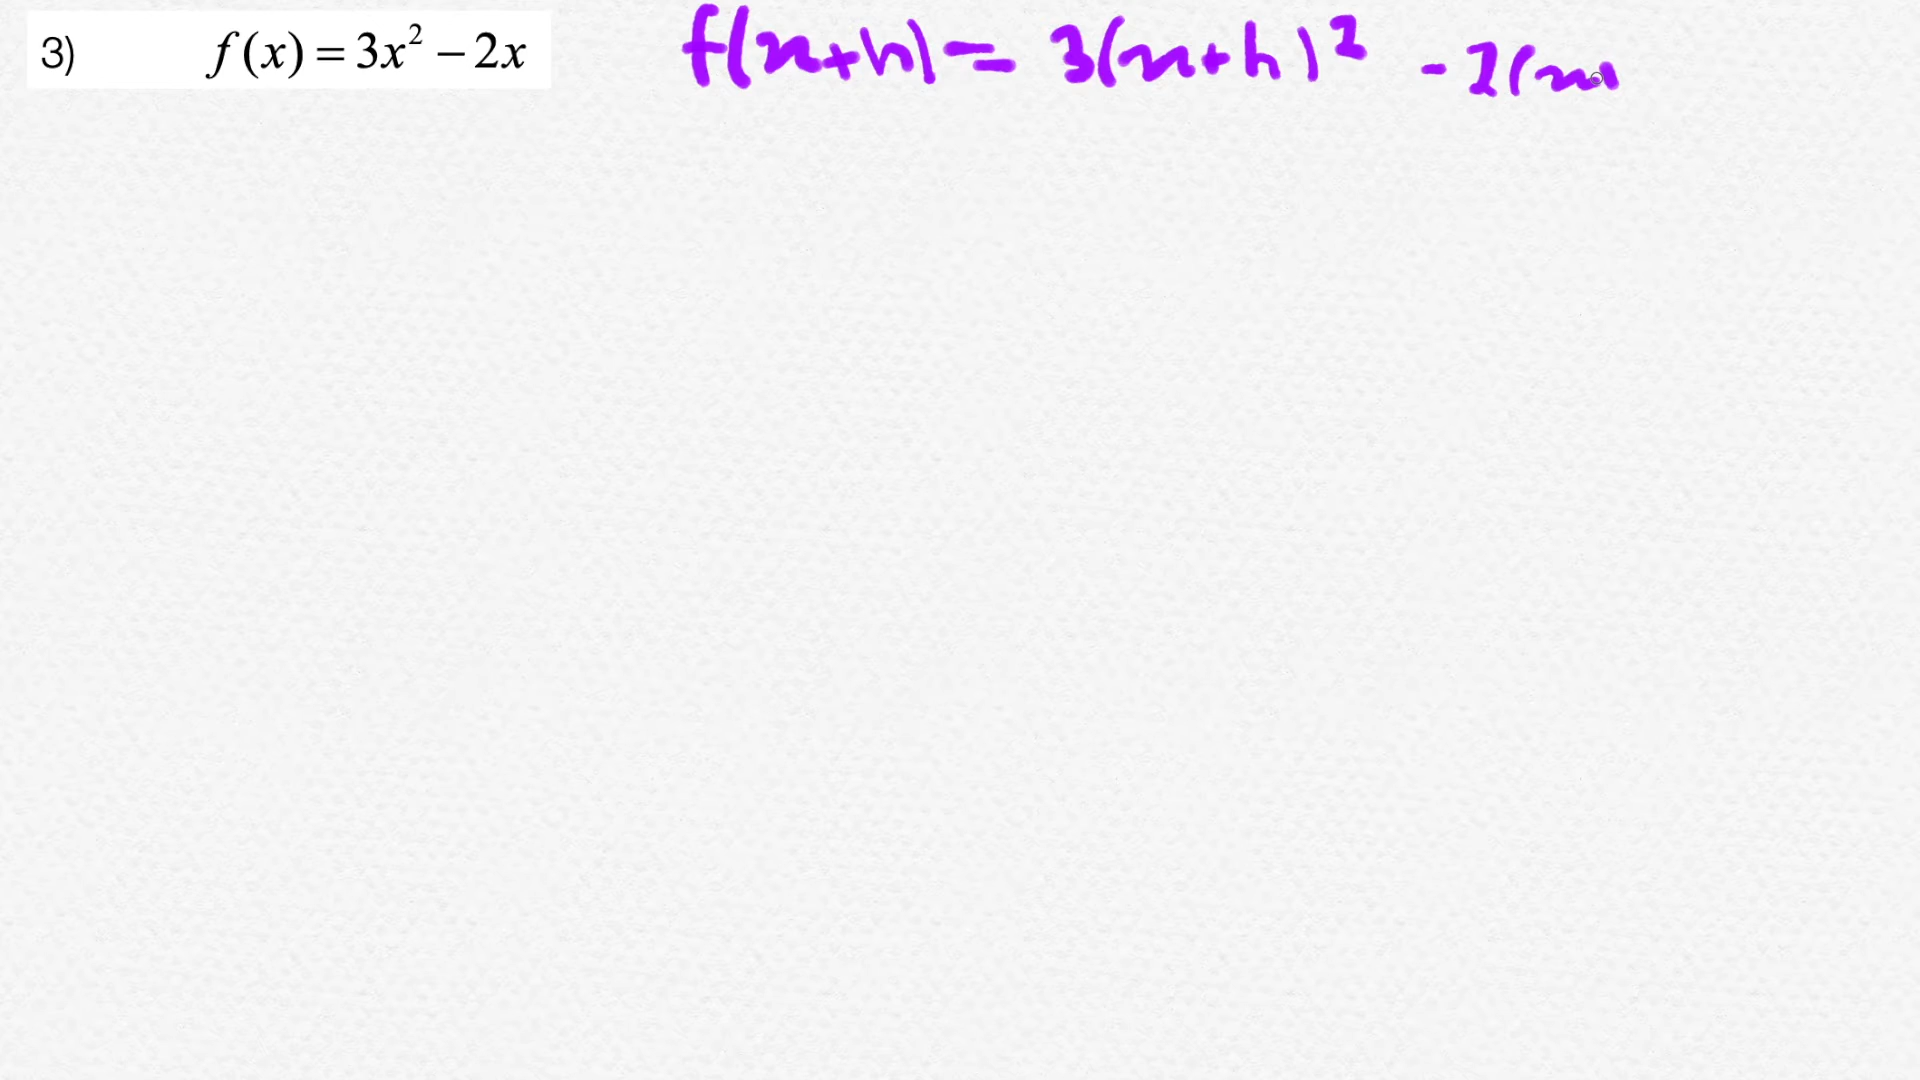 3) f(x) = 3x² − 2x f(x+h) = 3(x+h)² - 2(x